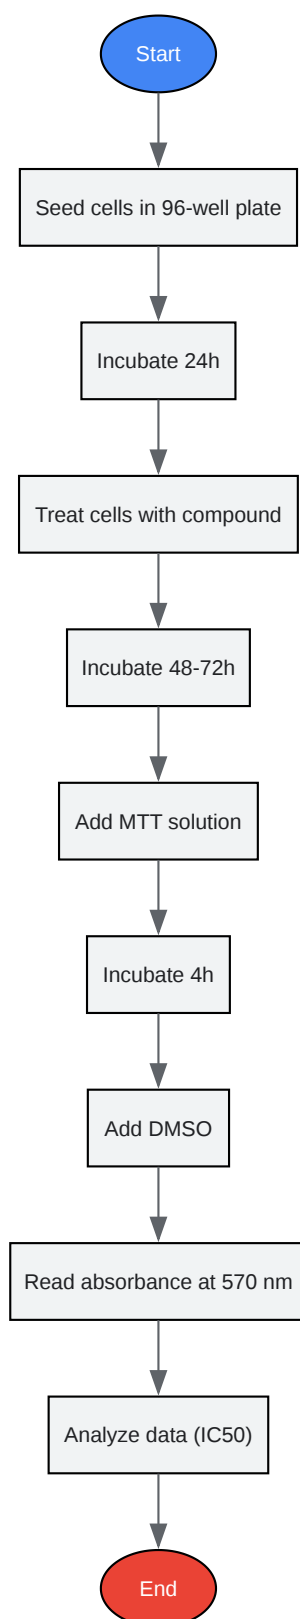 Start
Seed cells in 96-well plate
Incubate 24h
Treat cells with compound
Incubate 48-72h
Add MTT solution
Incubate 4h
Add DMSO
Read absorbance at 570 nm
Analyze data (IC50)
End